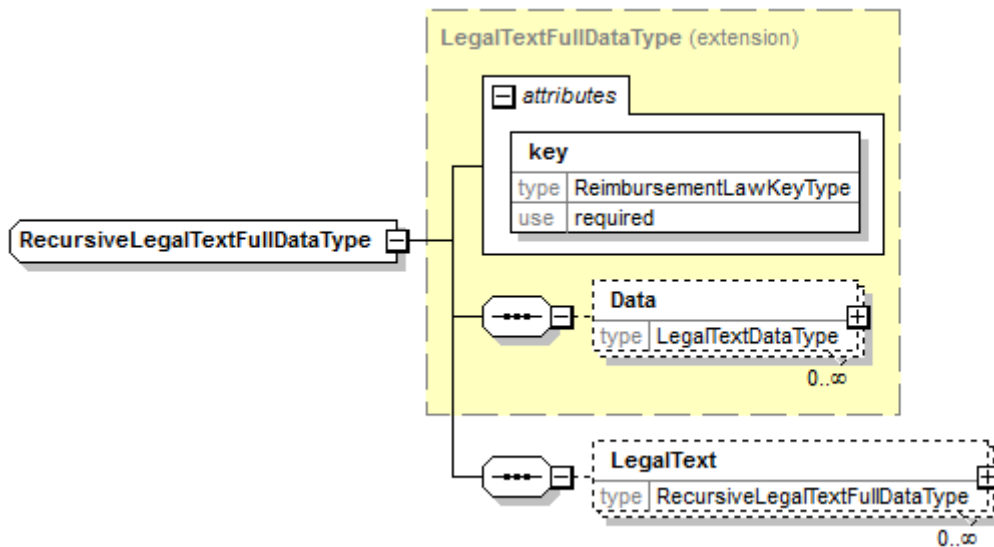 LegalTextFullDataType (extension)
attributes
key
type ReimbursementLawKeyType
use required
RecursiveLegalTextFullDataType
Data
type LegalTextDataType
0..∞
LegalText
type RecursiveLegalTextFullDataType
0..∞